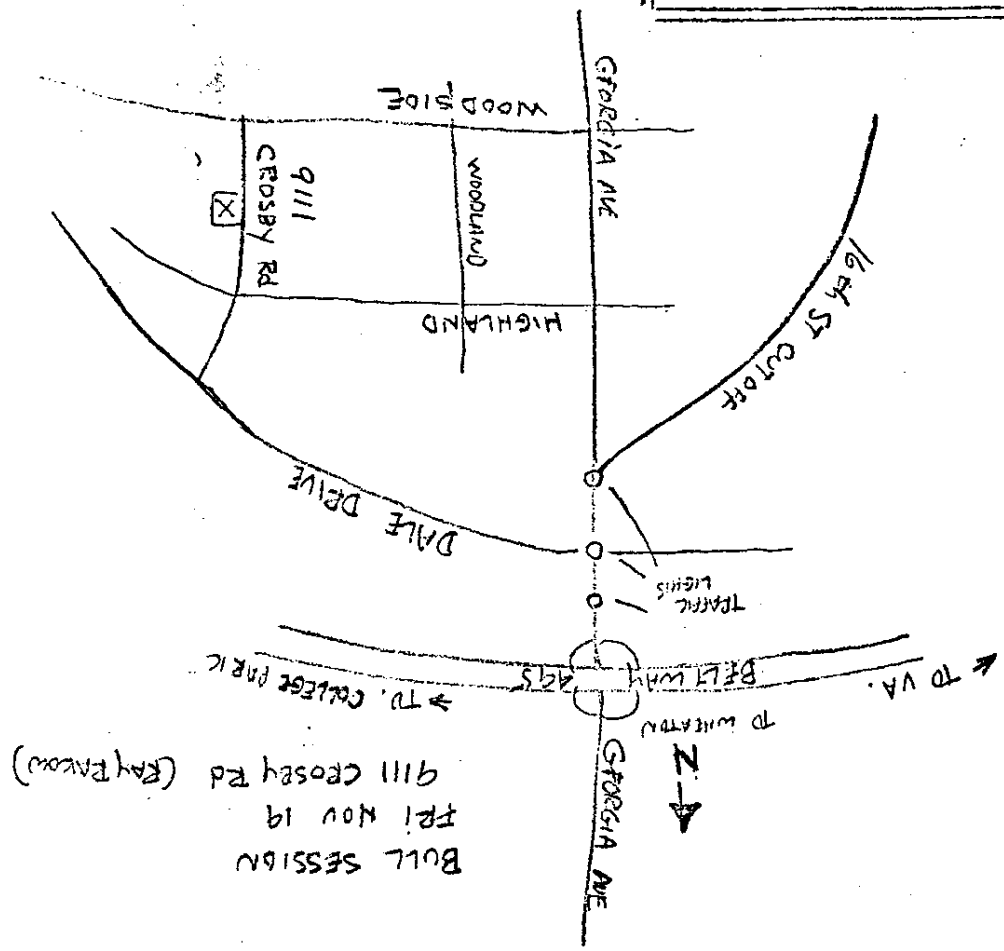 BULL SESSION
FRI NOV 19
9111 CROSBY Rd (RAY RAKOW)
GEORGIA AVE
N
TO WHEATON
TO VA.
TO. COLLEGE PARK
BELTWAY 495
TRAFFIC
LIGHTS
DALE DRIVE
16th ST CUTOFF
HIGHLAND
WOODLAND
9111
CROSBY Rd
X
GEORGIA AVE
WOODSIDE